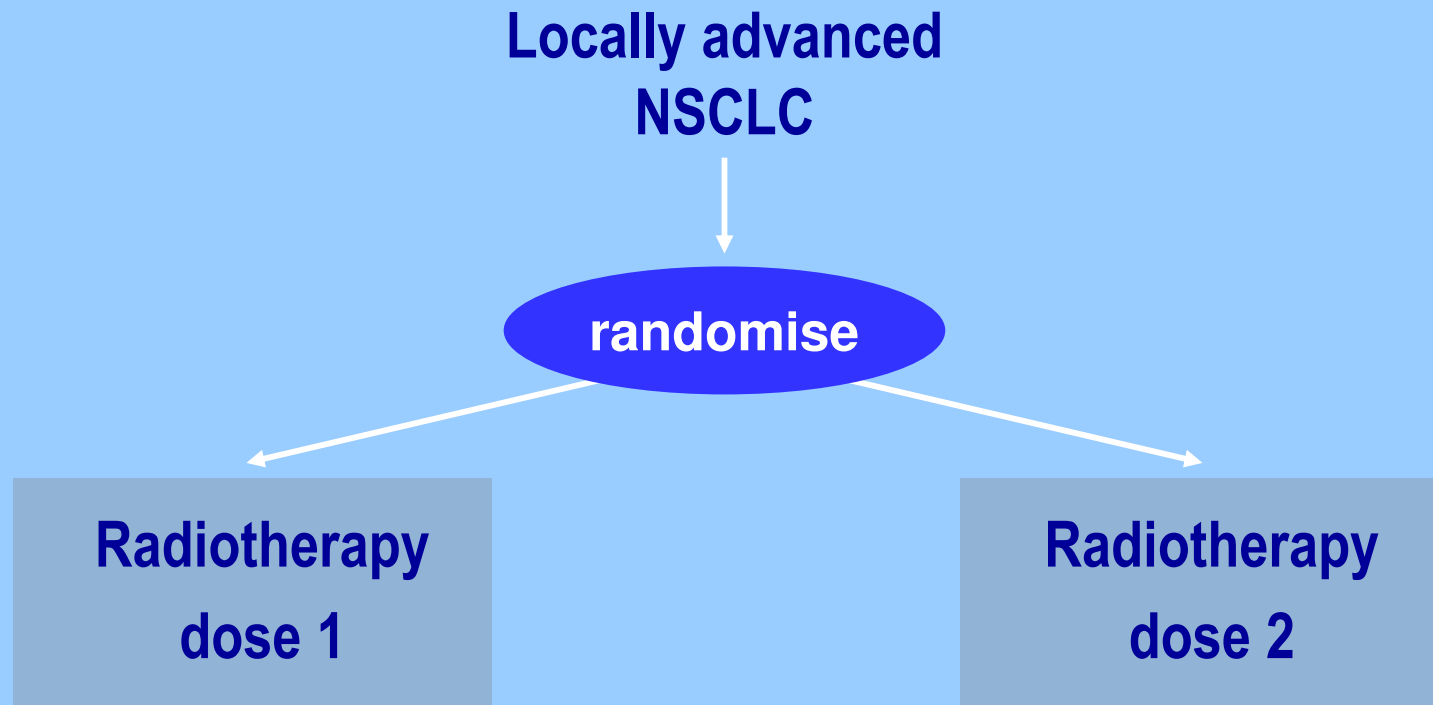 Locally advanced
NSCLC
randomise
Radiotherapy
dose 1
Radiotherapy
dose 2